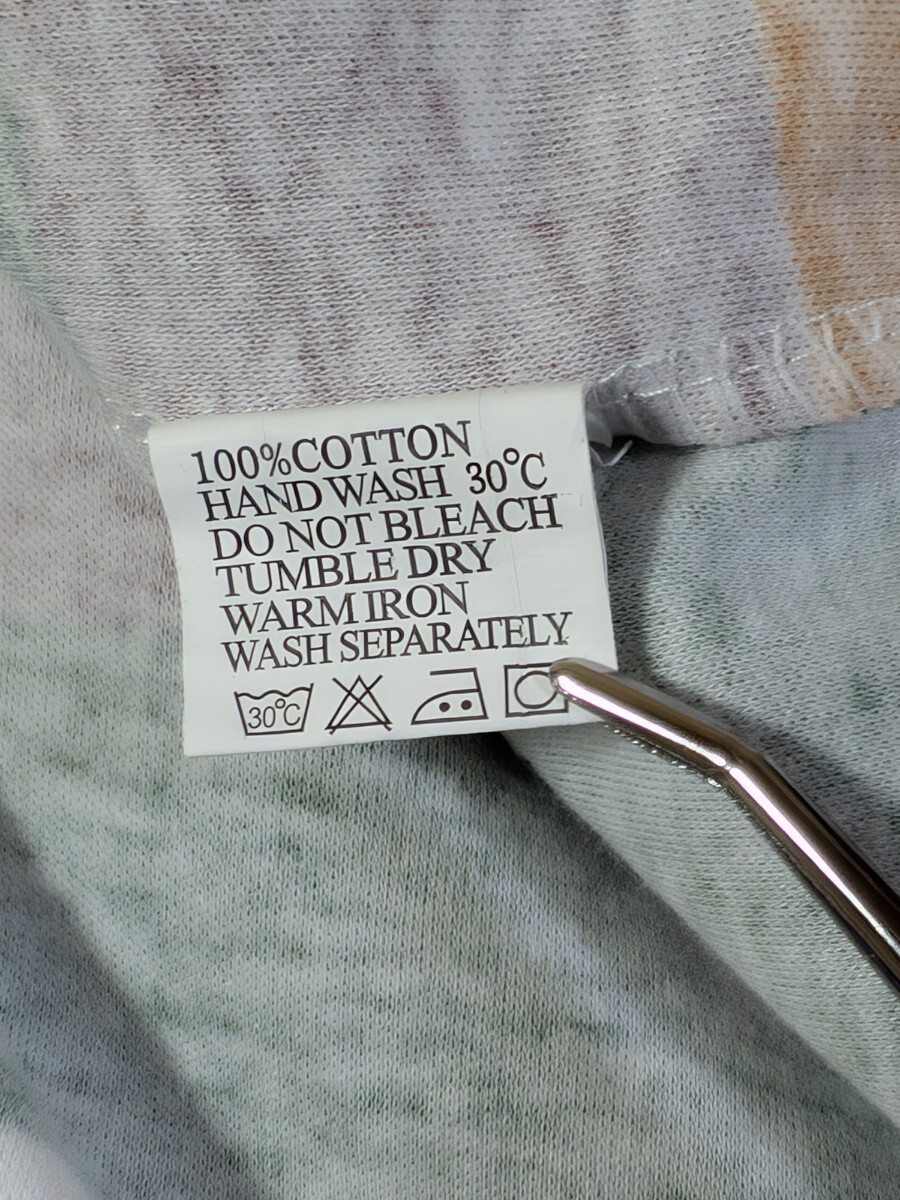 100%COTTON
HAND WASH 30°C
DO NOT BLEACH
TUMBLE DRY
WARM IRON
WASH SEPARATELY
30°C